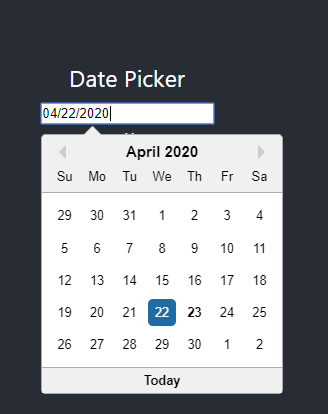 Date Picker
04/22/2020
April 2020
Su Mo Tu We Th Fr Sa
29 30 31 1 2 3 4
5 6 7 8 9 10 11
12 13 14 15 16 17 18
19 20 21 22 23 24 25
26 27 28 29 30 1 2
Today